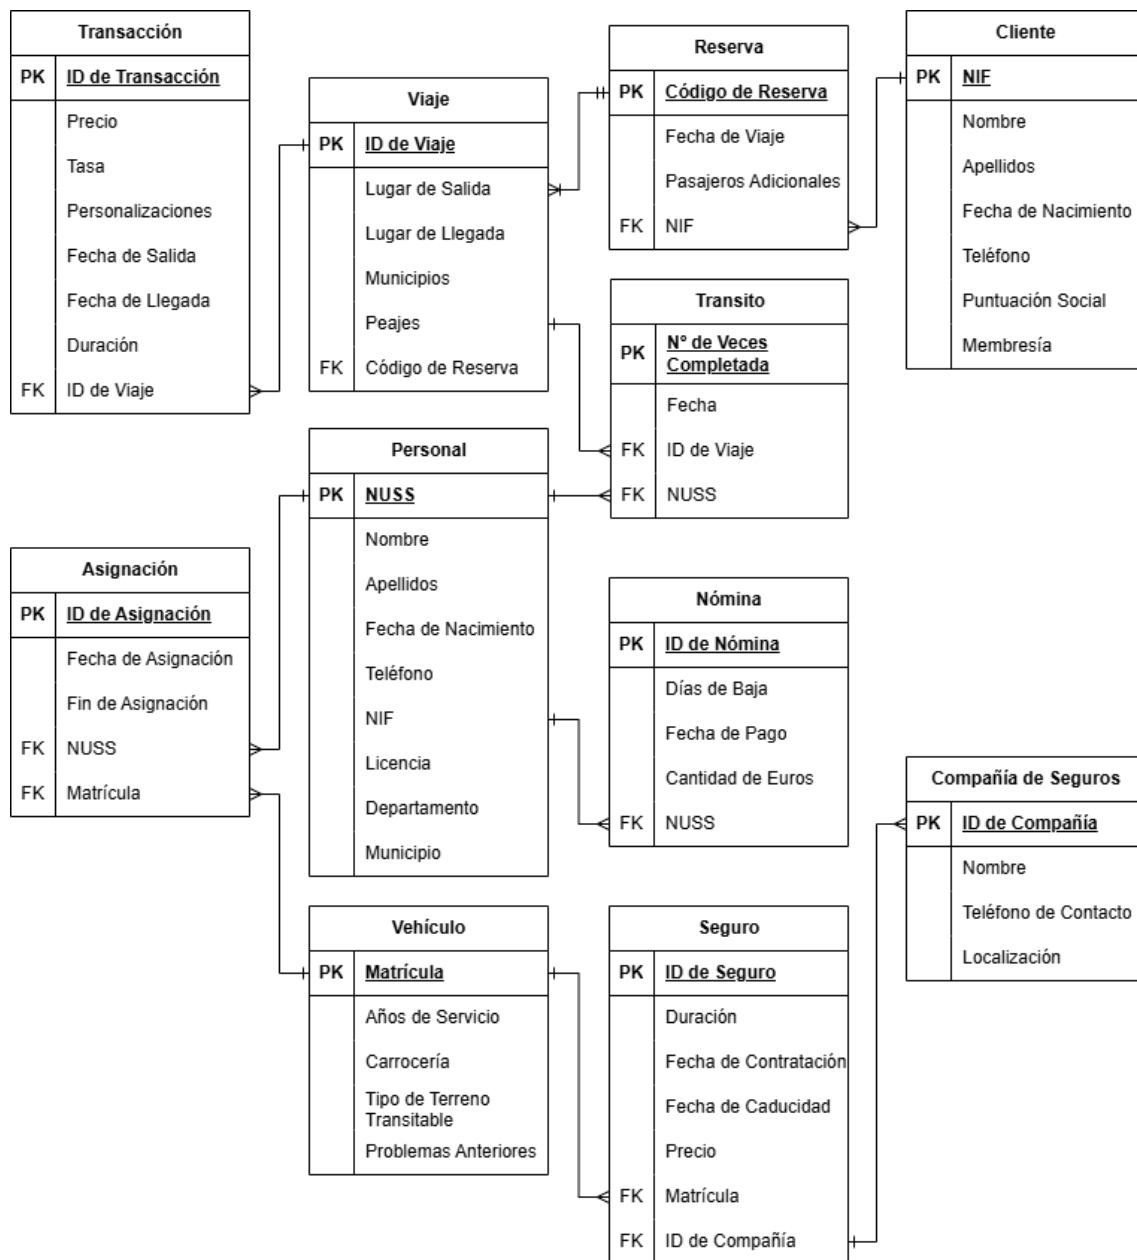 Transacción
PK ID de Transacción
Precio
Tasa
Personalizaciones
Fecha de Salida
Fecha de Llegada
Duración
FK ID de Viaje
Viaje
PK ID de Viaje
Lugar de Salida
Lugar de Llegada
Municipios
Peajes
FK Código de Reserva
Reserva
PK Código de Reserva
Fecha de Viaje
Pasajeros Adicionales
FK NIF
Cliente
PK NIF
Nombre
Apellidos
Fecha de Nacimiento
Teléfono
Puntuación Social
Membresía
Transito
PK Nº de Veces
Completada
Fecha
FK ID de Viaje
FK NUSS
Personal
PK NUSS
Nombre
Apellidos
Fecha de Nacimiento
Teléfono
NIF
Licencia
Departamento
Municipio
Asignación
PK ID de Asignación
Fecha de Asignación
Fin de Asignación
FK NUSS
FK Matrícula
Nómina
PK ID de Nómina
Días de Baja
Fecha de Pago
Cantidad de Euros
FK NUSS
Compañía de Seguros
PK ID de Compañía
Nombre
Teléfono de Contacto
Localización
Vehículo
PK Matrícula
Años de Servicio
Carrocería
Tipo de Terreno
Transitable
Problemas Anteriores
Seguro
PK ID de Seguro
Duración
Fecha de Contratación
Fecha de Caducidad
Precio
FK Matrícula
FK ID de Compañía